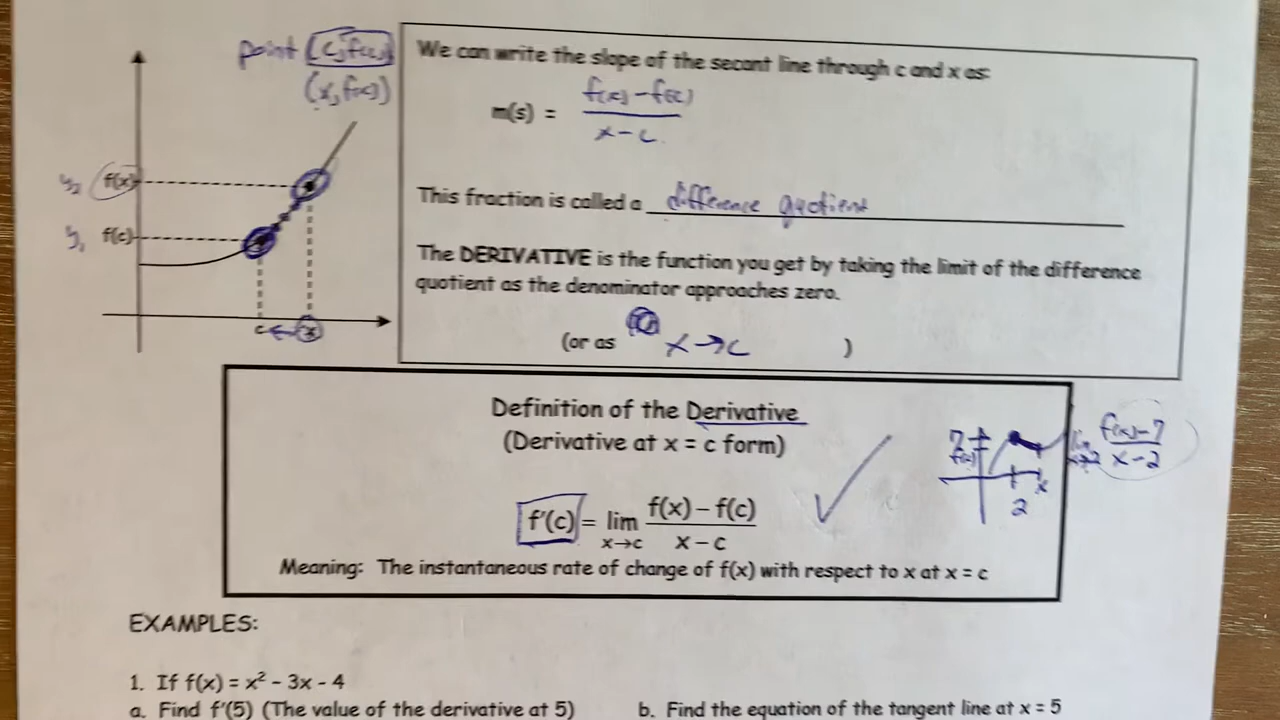 point (c, f(c))
(x, f(x))
y₂ f(x)
y₁ f(c)
c ← x
We can write the slope of the secant line through c and x as:
m(s) = f(x) – f(c)
x – c
This fraction is called a difference quotient
The DERIVATIVE is the function you get by taking the limit of the difference
quotient as the denominator approaches zero.
(or as x → c )
Definition of the Derivative
(Derivative at x = c form)
f'(c) = lim f(x) – f(c)
x→c x – c
Meaning: The instantaneous rate of change of f(x) with respect to x at x = c
7
f(x)
2
x
lim f(x) – 7
x→2 x – 2
EXAMPLES:
1. If f(x) = x² – 3x – 4
a. Find f'(5) (The value of the derivative at 5)
b. Find the equation of the tangent line at x = 5